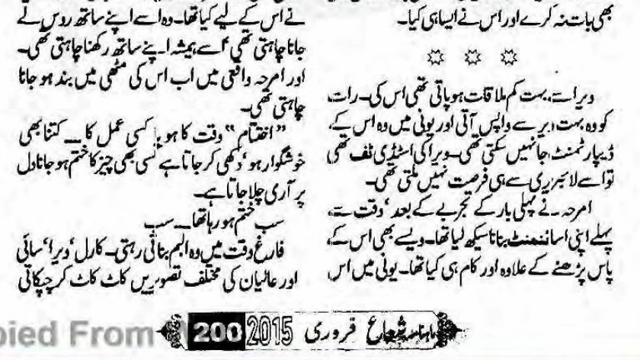 بھی بات نہ کرے اور اس نے ایسا ہی کیا۔
ویرا سے بہت کم ملاقات ہو پاتی تھی اس کی۔ رات
کو وہ بہت دیر سے واپس آتی اور یونی میں وہ اس کے
ڈیپارٹمنٹ جا نہیں سکتی تھی۔ ویرا کی اسٹڈی ٹف تھی
تو اسے لائبریری سے ہی فرصت نہیں ملتی تھی۔
امرحہ نے پہلی بار کے تجربے کے بعد، وقت سے
پہلے اپنی اسائنمنٹ بنانا سیکھ لیا تھا۔ ویسے بھی اس کے
پاس پڑھنے کے علاوہ اور کام ہی کیا تھا۔ یونی میں اس
نے اس کے لیے کیا تھا۔ وہ اسے اپنے ساتھ روس لے
جانا چاہتی تھی، اسے ہمیشہ اپنے ساتھ رکھنا چاہتی تھی۔
اور امرحہ واقعی میں اب اس کی مٹھی میں بند ہو جانا
چاہتی تھی۔
”اختتام“ وقت کا ہو یا کسی عمل کا ــ کتنا بھی
خوشگوار ہو، دکھی کر جاتا ہے کسی بھی چیز کا ختم ہو جانا دل
پر آری چلا جاتا ہے۔
سب ختم ہو رہا تھا ــ سب
فارغ وقت میں وہ البم بناتی رہتی۔ کارل، ویرا، سائی
اور عالیان کی مختلف تصویریں کاٹ کاٹ کر چپکاتی
ماہنامہ شعاع فروری 2015 200
pied From